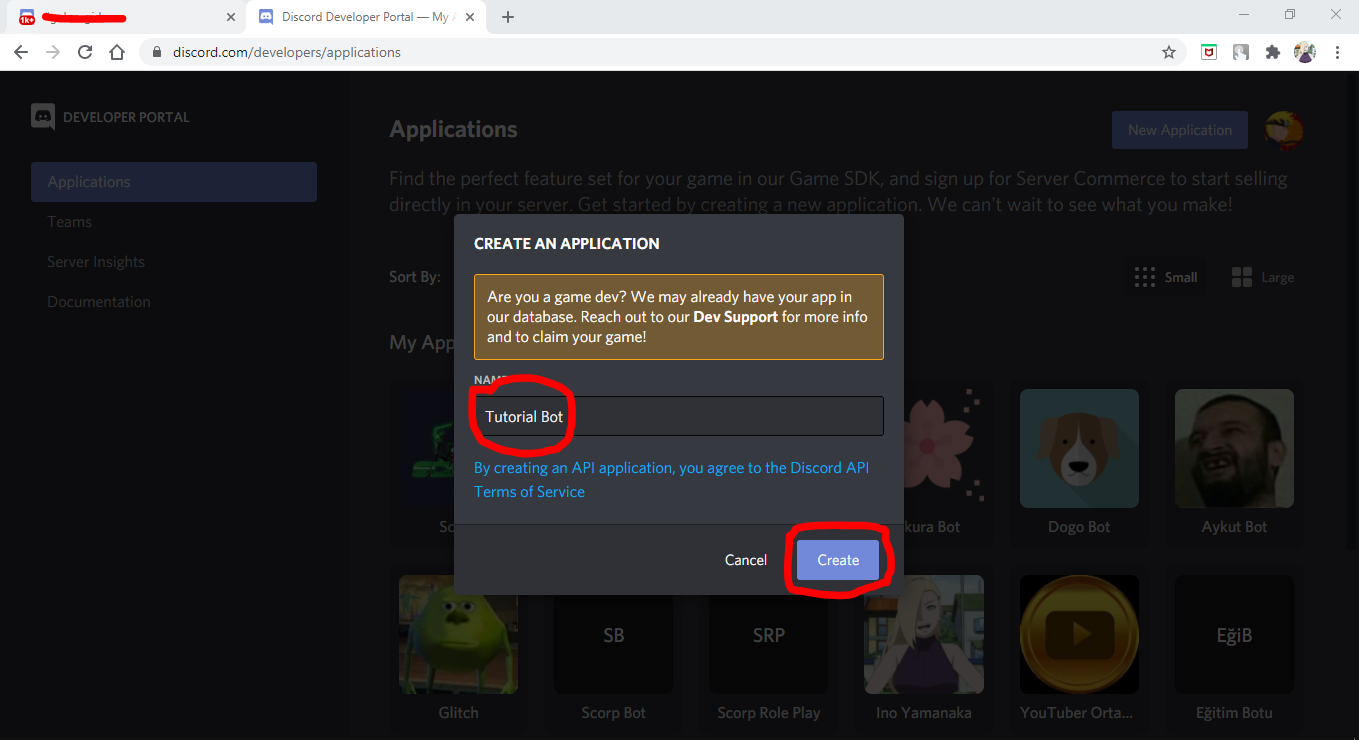 1K+
Discord Developer Portal — My A
discord.com/developers/applications
DEVELOPER PORTAL
Applications
Teams
Server Insights
Documentation
Applications
New Application
Find the perfect feature set for your game in our Game SDK, and sign up for Server Commerce to start selling
directly in your server. Get started by creating a new application. We can't wait to see what you make!
Sort By:
Small
Large
My App
CREATE AN APPLICATION
Are you a game dev? We may already have your app in
our database. Reach out to our Dev Support for more info
and to claim your game!
NAME
Tutorial Bot
By creating an API application, you agree to the Discord API
Terms of Service
Cancel
Create
Sc
kura Bot
Dogo Bot
Aykut Bot
SB
SRP
EğiB
Glitch
Scorp Bot
Scorp Role Play
Ino Yamanaka
YouTuber Orta...
Eğitim Botu